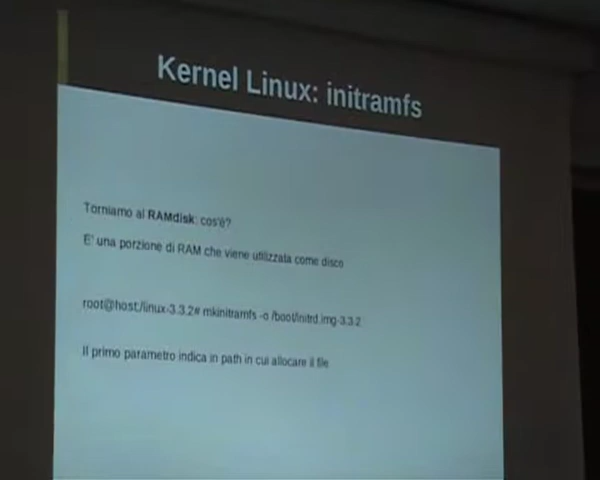 Kernel Linux: initramfs
Torniamo al RAMdisk: cos'è?
E' una porzione di RAM che viene utilizzata come disco
root@host:/linux-3.3.2# mkinitramfs -o /boot/initrd.img-3.3.2
Il primo parametro indica in path in cui allocare il file